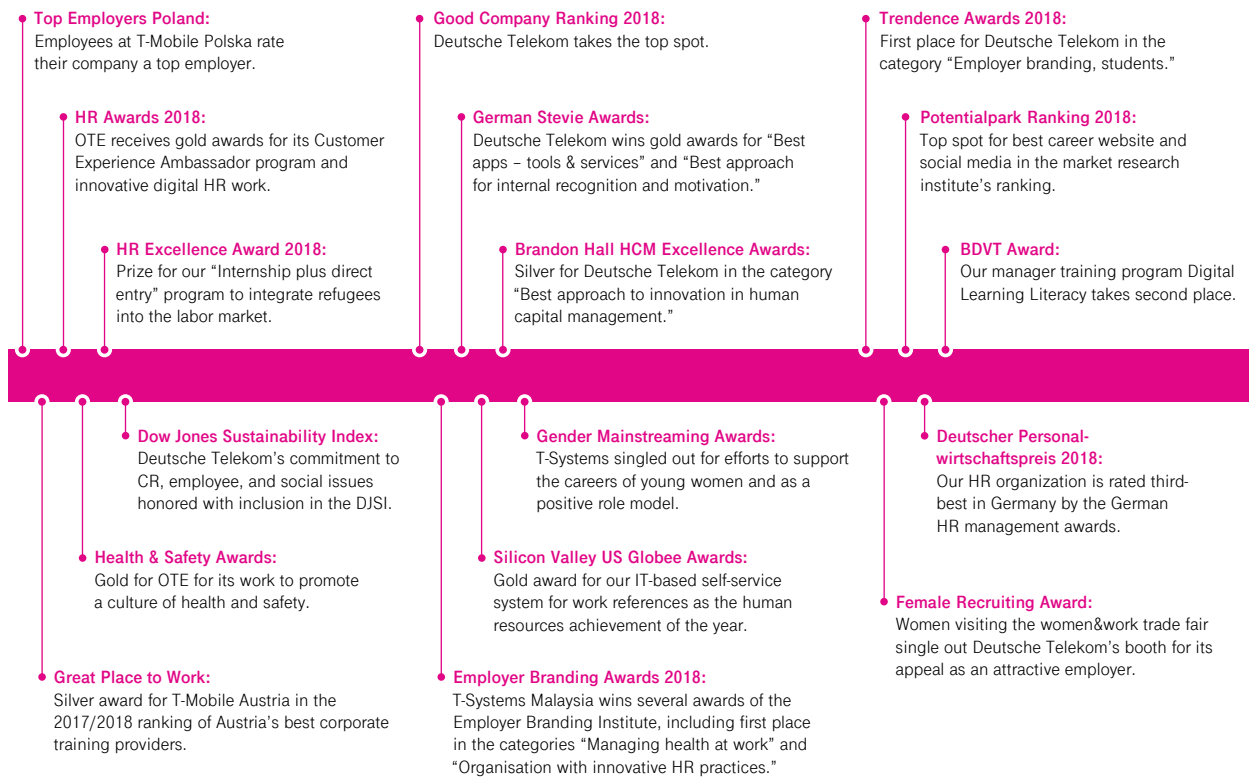 Top Employers Poland:
Employees at T-Mobile Polska rate
their company a top employer.
HR Awards 2018:
OTE receives gold awards for its Customer
Experience Ambassador program and
innovative digital HR work.
HR Excellence Award 2018:
Prize for our “Internship plus direct
entry” program to integrate refugees
into the labor market.
Good Company Ranking 2018:
Deutsche Telekom takes the top spot.
German Stevie Awards:
Deutsche Telekom wins gold awards for “Best
apps – tools & services” and “Best approach
for internal recognition and motivation.”
Brandon Hall HCM Excellence Awards:
Silver for Deutsche Telekom in the category
“Best approach to innovation in human
capital management.”
Trendence Awards 2018:
First place for Deutsche Telekom in the
category “Employer branding, students.”
Potentialpark Ranking 2018:
Top spot for best career website and
social media in the market research
institute’s ranking.
BDVT Award:
Our manager training program Digital
Learning Literacy takes second place.
Dow Jones Sustainability Index:
Deutsche Telekom’s commitment to
CR, employee, and social issues
honored with inclusion in the DJSI.
Health & Safety Awards:
Gold for OTE for its work to promote
a culture of health and safety.
Great Place to Work:
Silver award for T-Mobile Austria in the
2017/2018 ranking of Austria’s best corporate
training providers.
Gender Mainstreaming Awards:
T-Systems singled out for efforts to support
the careers of young women and as a
positive role model.
Silicon Valley US Globee Awards:
Gold award for our IT-based self-service
system for work references as the human
resources achievement of the year.
Employer Branding Awards 2018:
T-Systems Malaysia wins several awards of the
Employer Branding Institute, including first place
in the categories “Managing health at work” and
“Organisation with innovative HR practices.”
Deutscher Personal-
wirtschaftspreis 2018:
Our HR organization is rated third-
best in Germany by the German
HR management awards.
Female Recruiting Award:
Women visiting the women&work trade fair
single out Deutsche Telekom’s booth for its
appeal as an attractive employer.